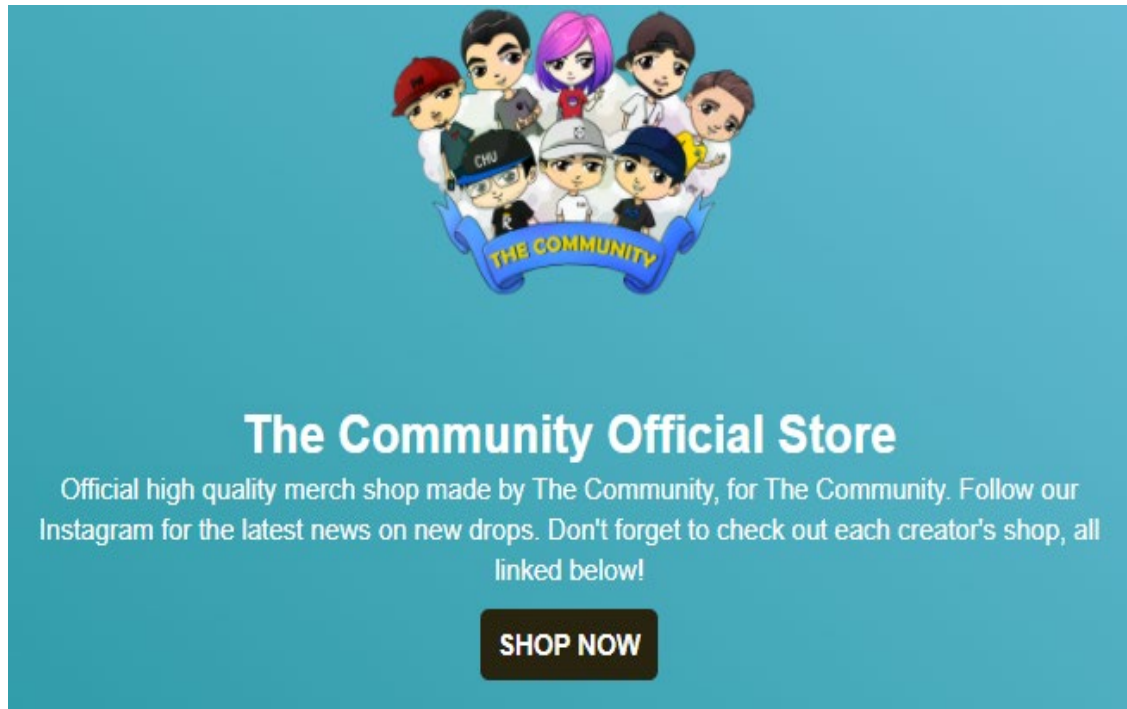 CHU
THE COMMUNITY
The Community Official Store
Official high quality merch shop made by The Community, for The Community. Follow our
Instagram for the latest news on new drops. Don't forget to check out each creator's shop, all
linked below!
SHOP NOW